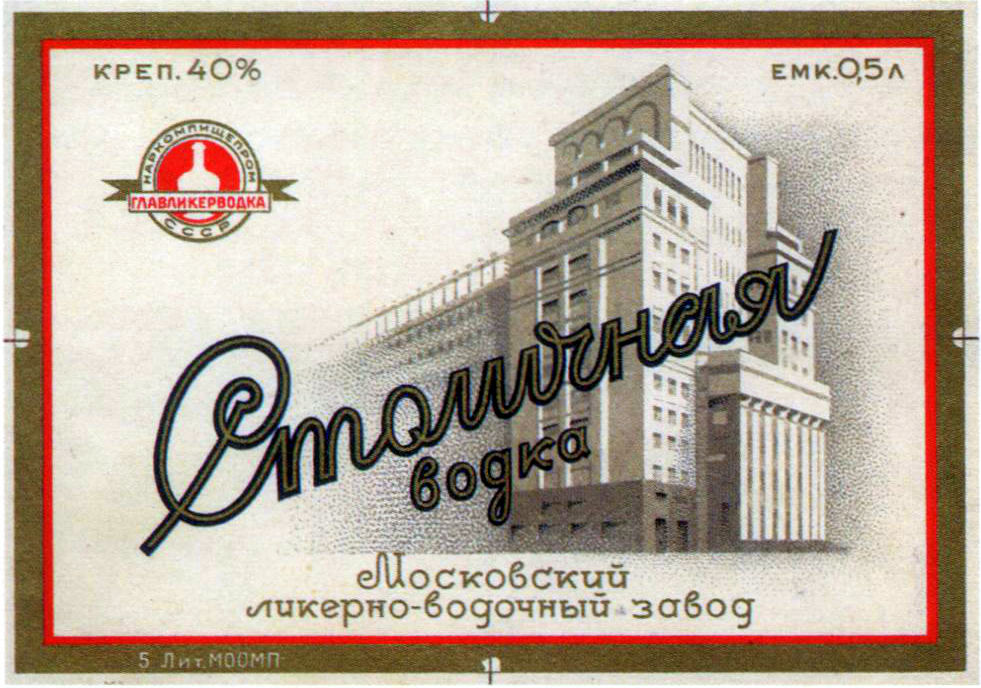 КРЕП. 40%
ЕМК. 0,5 Л
НАРКОМПИЩЕПРОМ
ГЛАВЛИКЕРВОДКА
СССР
Столичная
водка
Московский
ликерно-водочный завод
5 Лит. МООМП